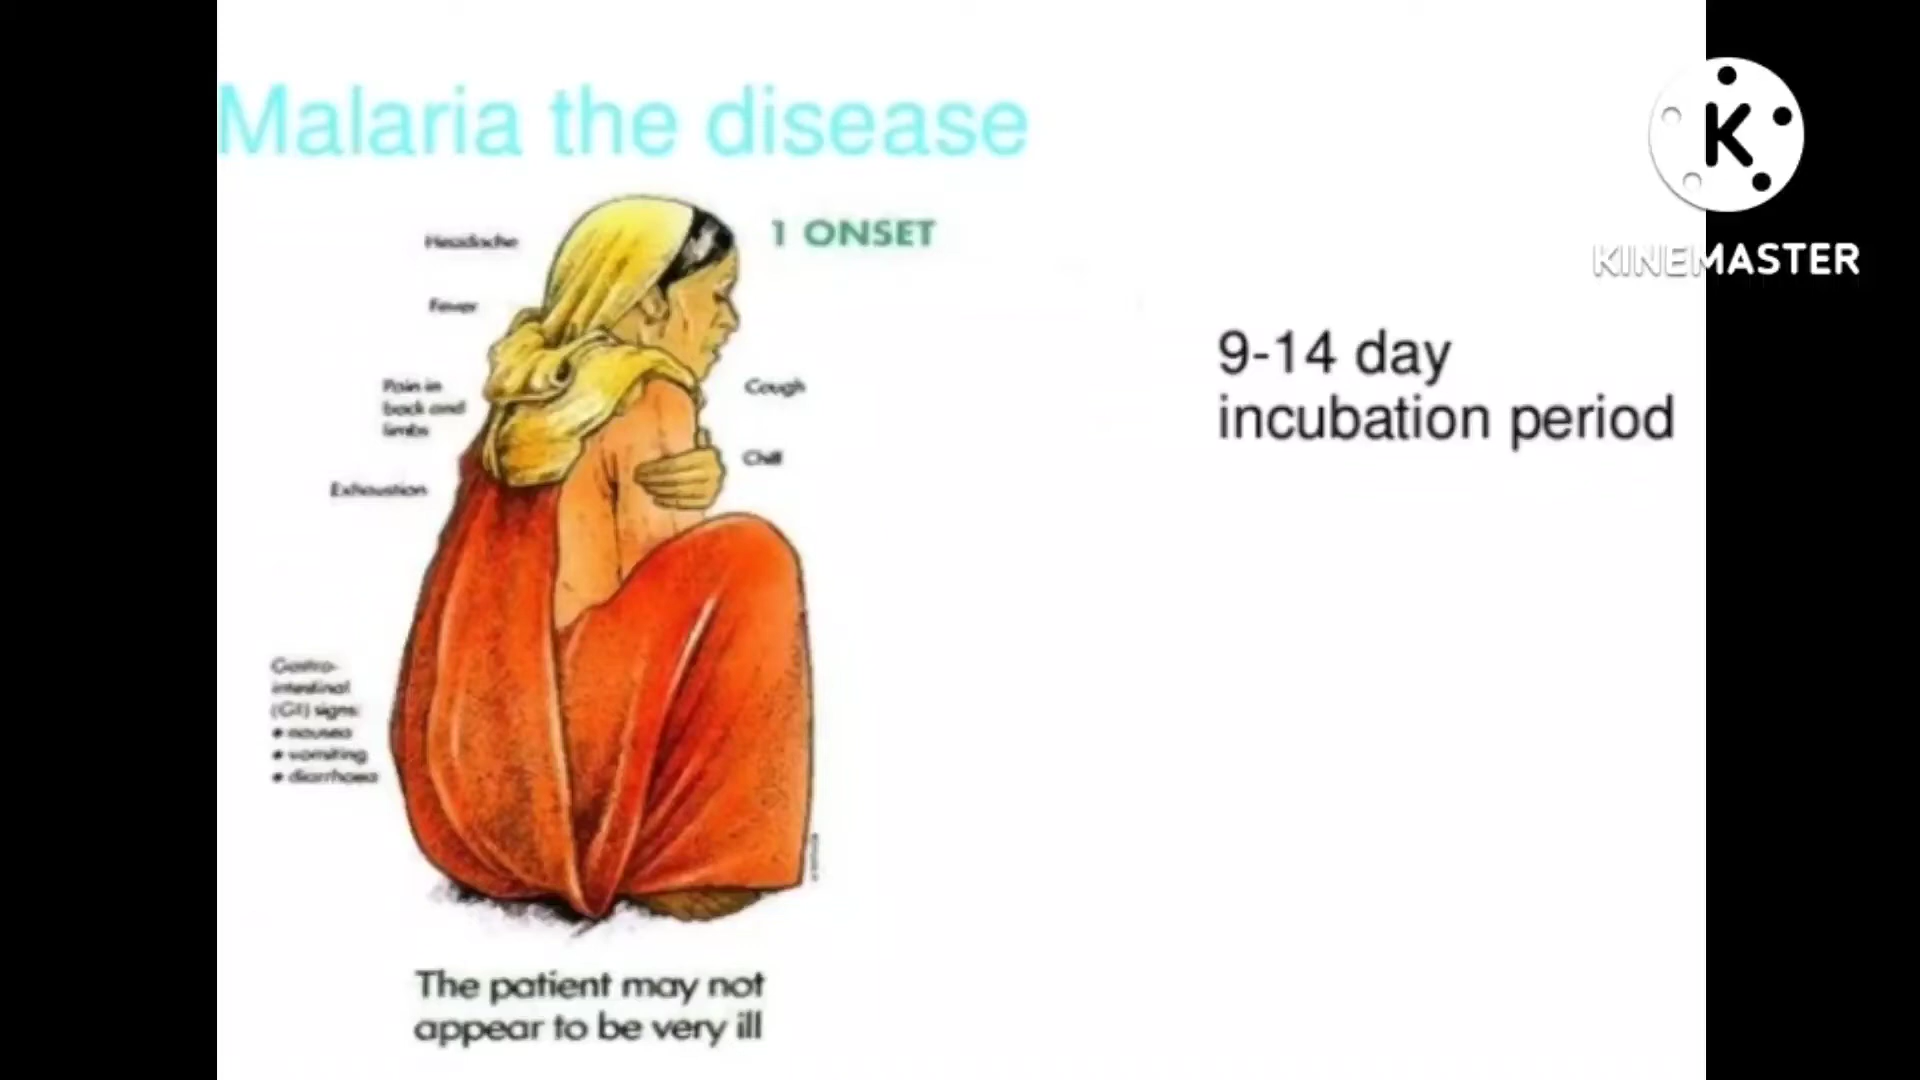 Malaria the disease
1 ONSET
Headache
Fever
Pain in
back and
limbs
Exhaustion
Cough
Chill
Gastro-
intestinal
(GI) signs:
• nausea
• vomiting
• diarrhoea
The patient may not
appear to be very ill
9-14 day
incubation period
K
KINEMASTER